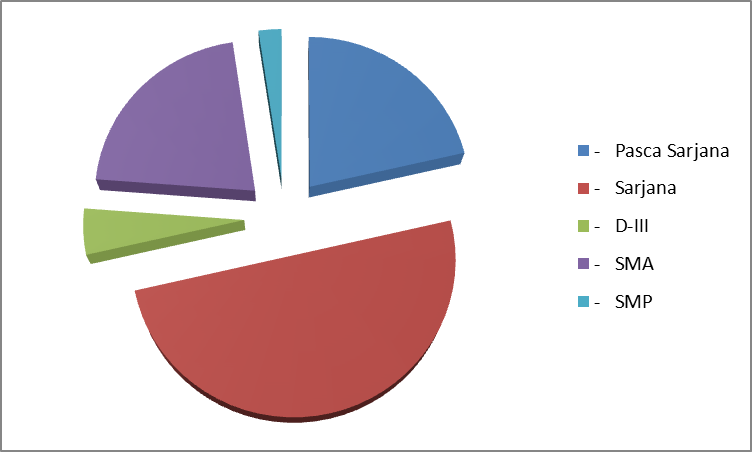 - Pasca Sarjana
- Sarjana
- D-III
- SMA
- SMP